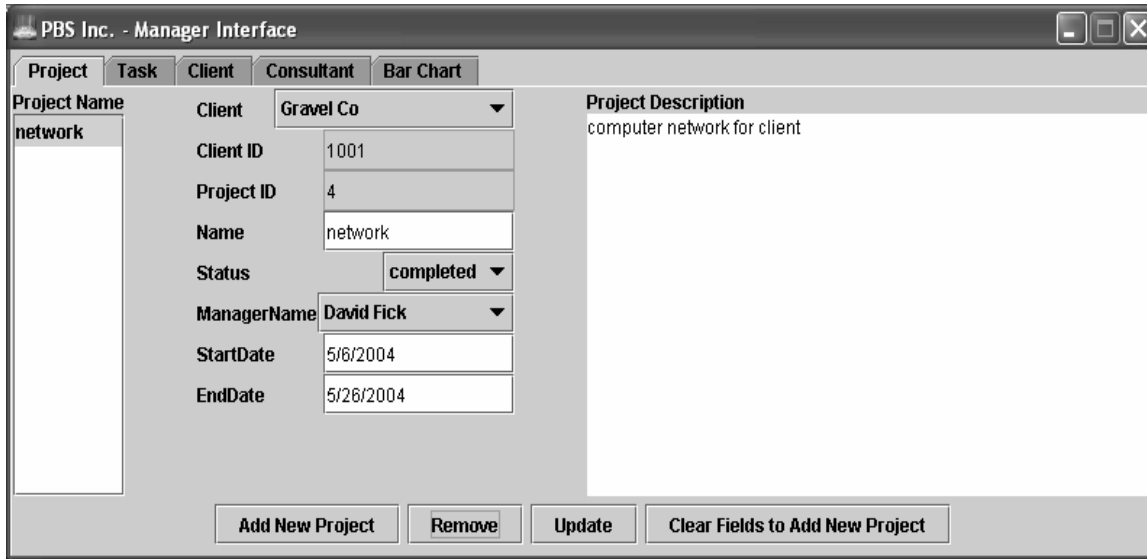 PBS Inc. - Manager Interface
Project Task Client Consultant Bar Chart
Project Name
network
Client Gravel Co
Client ID 1001
Project ID 4
Name network
Status completed
ManagerName David Fick
StartDate 5/6/2004
EndDate 5/26/2004
Project Description
computer network for client
Add New Project Remove Update Clear Fields to Add New Project